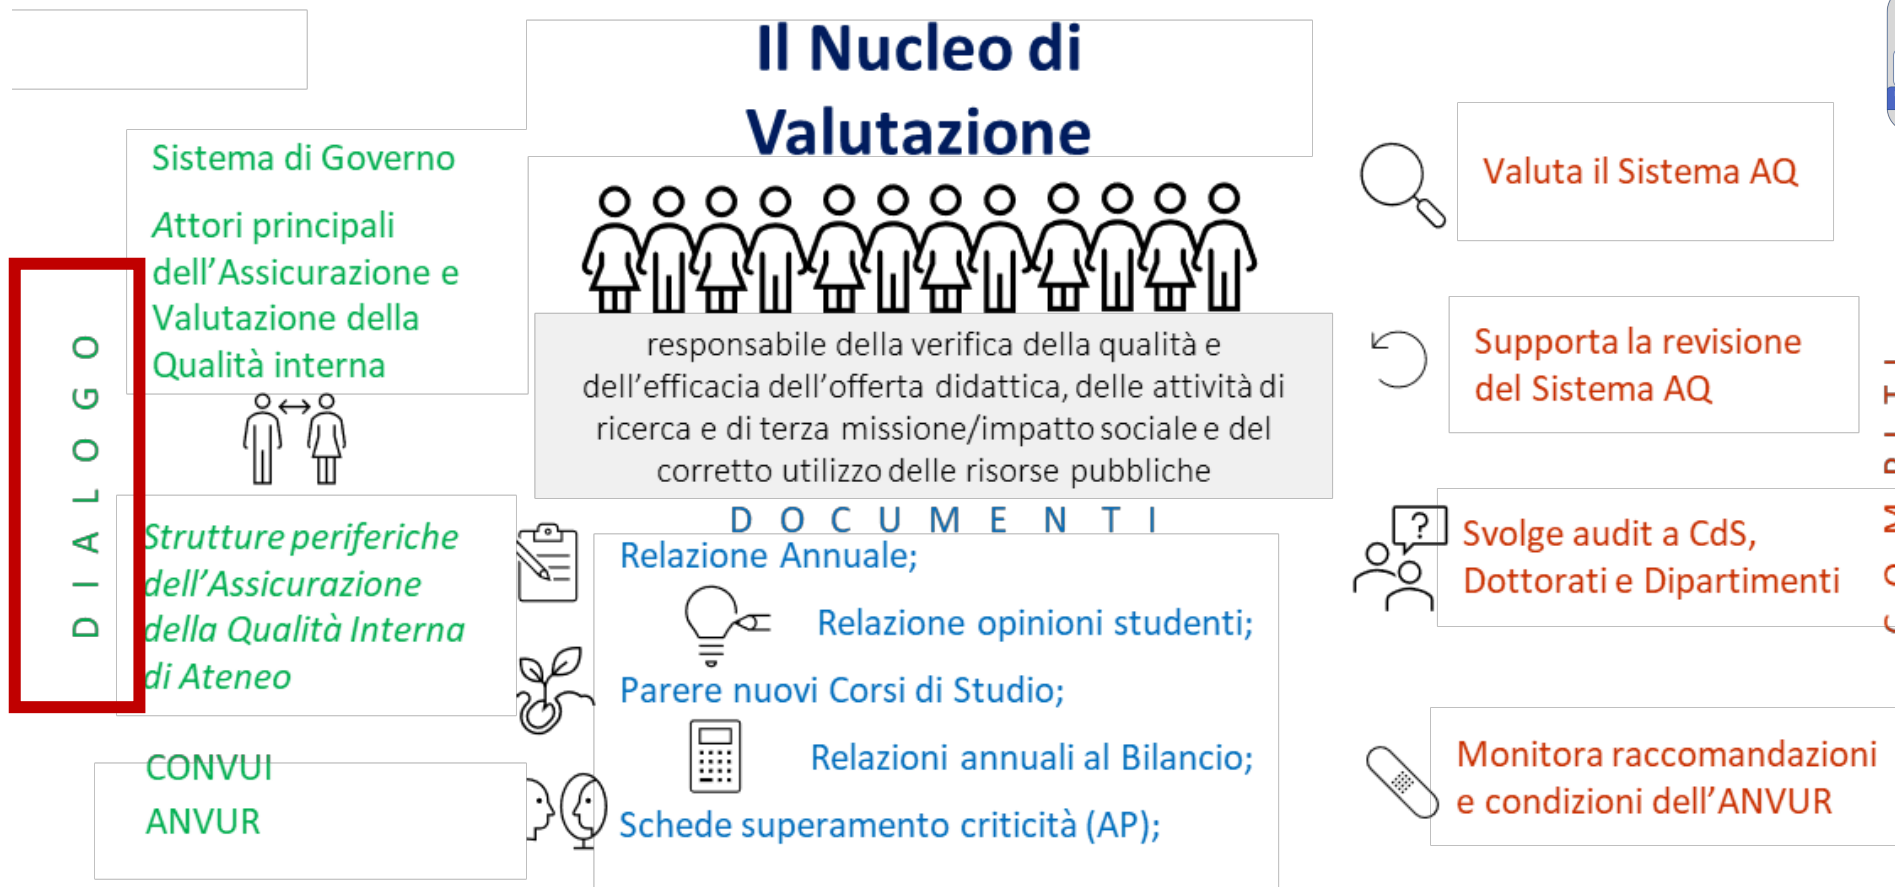 Il Nucleo di
Valutazione
Sistema di Governo
Attori principali
dell’Assicurazione e
Valutazione della
Qualità interna
DIALOGO
Strutture periferiche
dell’Assicurazione
della Qualità Interna
di Ateneo
CONVUI
ANVUR
responsabile della verifica della qualità e
dell’efficacia dell’offerta didattica, delle attività di
ricerca e di terza missione/impatto sociale e del
corretto utilizzo delle risorse pubbliche
DOCUMENTI
Relazione Annuale;
Relazione opinioni studenti;
Parere nuovi Corsi di Studio;
Relazioni annuali al Bilancio;
Schede superamento criticità (AP);
Valuta il Sistema AQ
Supporta la revisione
del Sistema AQ
?
Svolge audit a CdS,
Dottorati e Dipartimenti
Monitora raccomandazioni
e condizioni dell’ANVUR